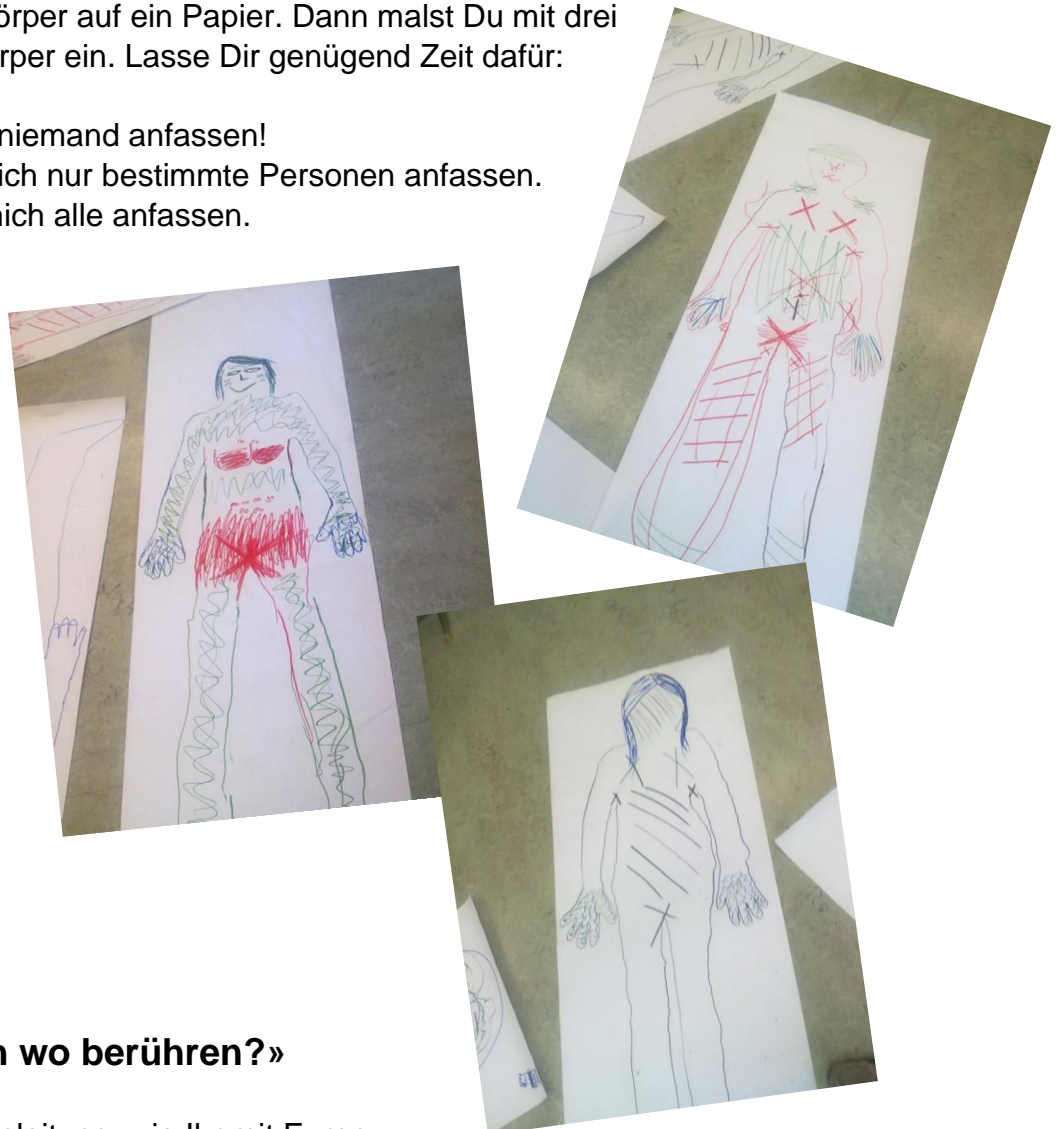 örper auf ein Papier. Dann malst Du mit drei
rper ein. Lasse Dir genügend Zeit dafür:
niemand anfassen!
ich nur bestimmte Personen anfassen.
nich alle anfassen.
n wo berühren?»